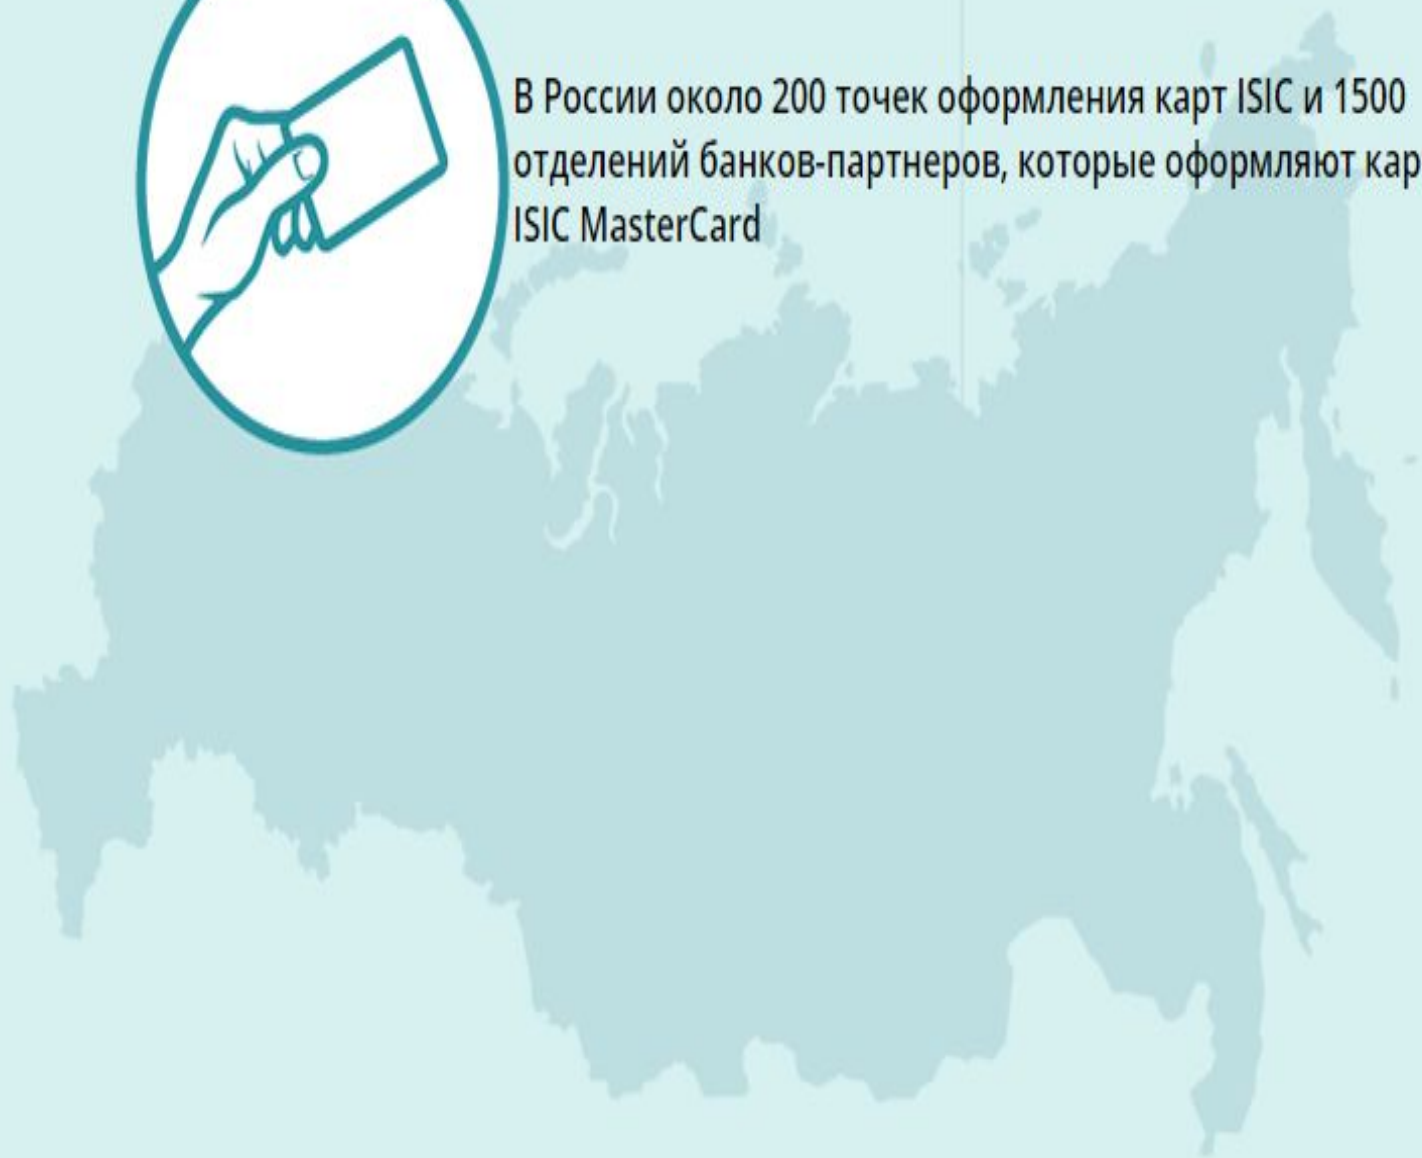 В России около 200 точек оформления карт ISIC и 1500
отделений банков-партнеров, которые оформляют кар
ISIC MasterCard